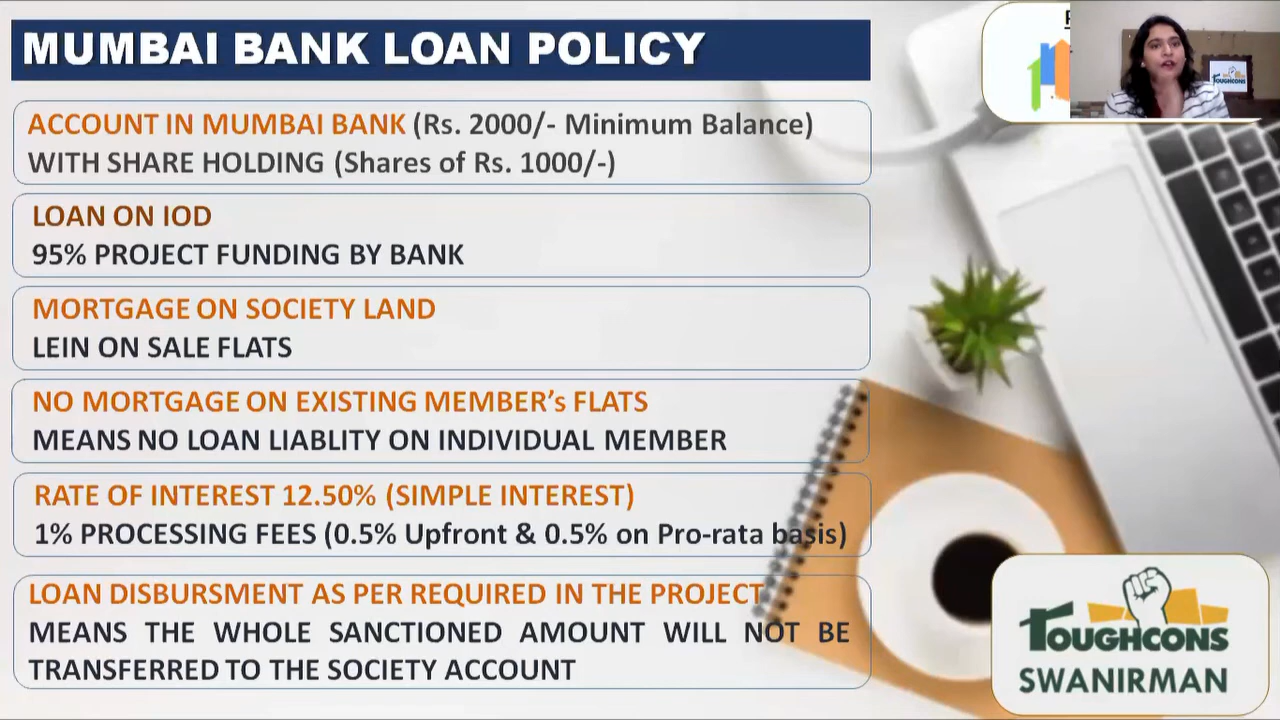 MUMBAI BANK LOAN POLICY
ACCOUNT IN MUMBAI BANK (Rs. 2000/- Minimum Balance)
WITH SHARE HOLDING (Shares of Rs. 1000/-)
LOAN ON IOD
95% PROJECT FUNDING BY BANK
MORTGAGE ON SOCIETY LAND
LEIN ON SALE FLATS
NO MORTGAGE ON EXISTING MEMBER's FLATS
MEANS NO LOAN LIABLITY ON INDIVIDUAL MEMBER
RATE OF INTEREST 12.50% (SIMPLE INTEREST)
1% PROCESSING FEES (0.5% Upfront & 0.5% on Pro-rata basis)
LOAN DISBURSMENT AS PER REQUIRED IN THE PROJECT
MEANS THE WHOLE SANCTIONED AMOUNT WILL NOT BE
TRANSFERRED TO THE SOCIETY ACCOUNT
TOUGHCONS
TOUGHCONS
SWANIRMAN